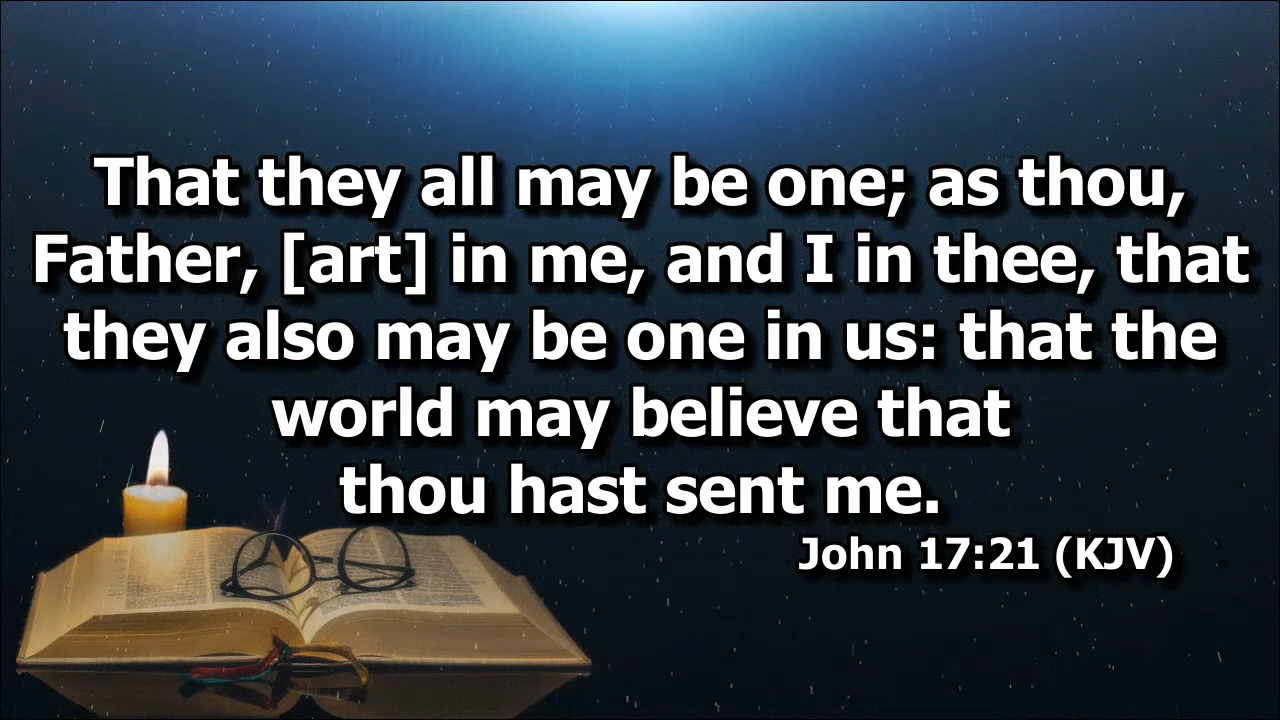 That they all may be one; as thou,
Father, [art] in me, and I in thee, that
they also may be one in us: that the
world may believe that
thou hast sent me.
John 17:21 (KJV)